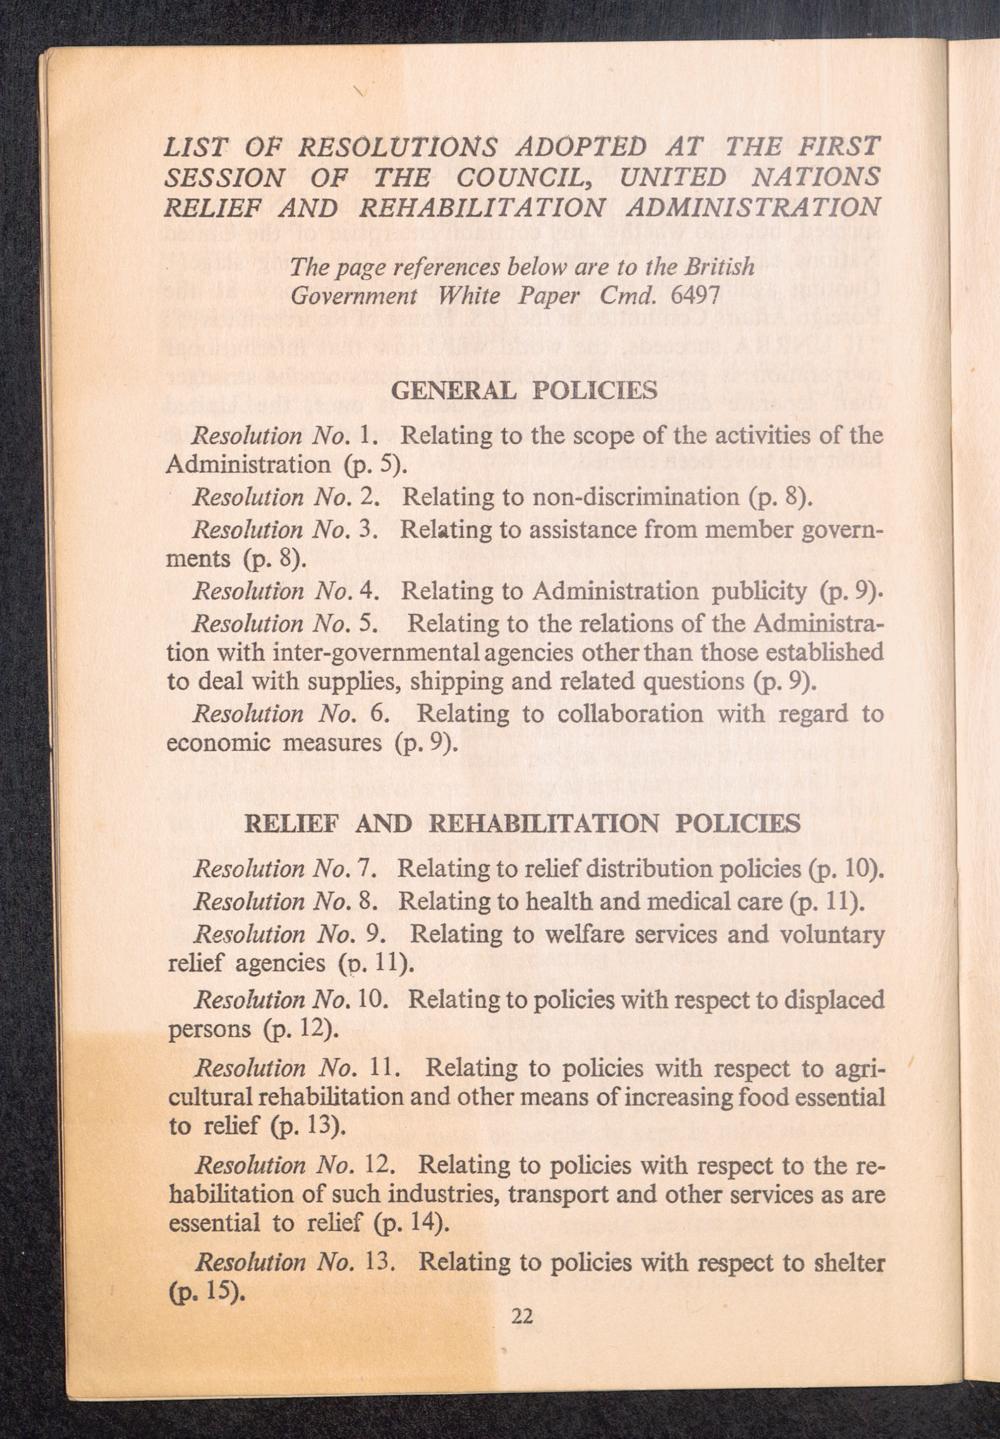 LIST OF RESOLUTIONS ADOPTED AT THE FIRST
SESSION OF THE COUNCIL, UNITED NATIONS
RELIEF AND REHABILITATION ADMINISTRATION
The page references below are to the British
Government White Paper Cmd. 6497
GENERAL POLICIES
Resolution No. 1. Relating to the scope of the activities of the
Administration (p. 5).
Resolution No. 2. Relating to non-discrimination (p. 8).
Resolution No. 3. Relating to assistance from member govern-
ments (p. 8).
Resolution No. 4. Relating to Administration publicity (p. 9).
Resolution No. 5. Relating to the relations of the Administra-
tion with inter-governmental agencies other than those established
to deal with supplies, shipping and related questions (p. 9).
Resolution No. 6. Relating to collaboration with regard to
economic measures (p. 9).
RELIEF AND REHABILITATION POLICIES
Resolution No. 7. Relating to relief distribution policies (p. 10).
Resolution No. 8. Relating to health and medical care (p. 11).
Resolution No. 9. Relating to welfare services and voluntary
relief agencies (p. 11).
Resolution No. 10. Relating to policies with respect to displaced
persons (p. 12).
Resolution No. 11. Relating to policies with respect to agri-
cultural rehabilitation and other means of increasing food essential
to relief (p. 13).
Resolution No. 12. Relating to policies with respect to the re-
habilitation of such industries, transport and other services as are
essential to relief (p. 14).
Resolution No. 13. Relating to policies with respect to shelter
(p. 15).
22